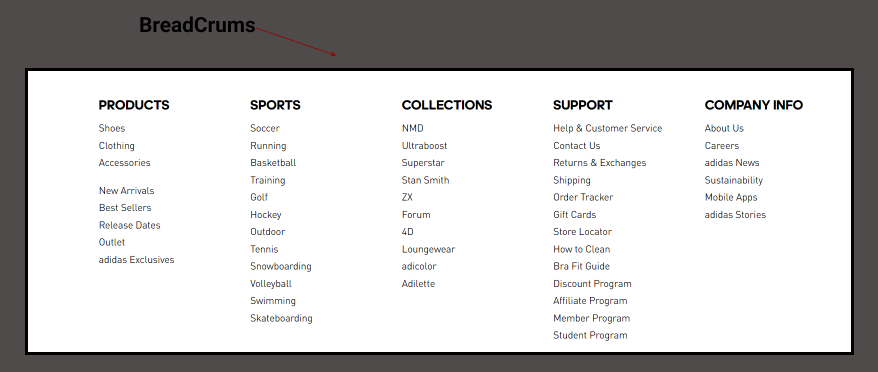 BreadCrums
PRODUCTS
Shoes
Clothing
Accessories
New Arrivals
Best Sellers
Release Dates
Outlet
adidas Exclusives
SPORTS
Soccer
Running
Basketball
Training
Golf
Hockey
Outdoor
Tennis
Snowboarding
Volleyball
Swimming
Skateboarding
COLLECTIONS
NMD
Ultraboost
Superstar
Stan Smith
ZX
Forum
4D
Loungewear
adicolor
Adilette
SUPPORT
Help & Customer Service
Contact Us
Returns & Exchanges
Shipping
Order Tracker
Gift Cards
Store Locator
How to Clean
Bra Fit Guide
Discount Program
Affiliate Program
Member Program
Student Program
COMPANY INFO
About Us
Careers
adidas News
Sustainability
Mobile Apps
adidas Stories